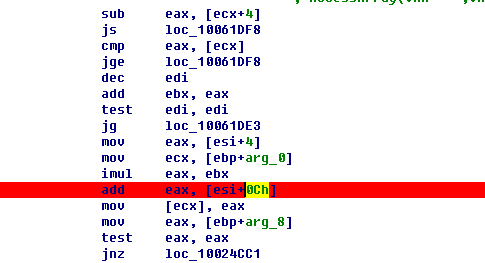 sub eax, [ecx+4]
js loc_10061DF8
cmp eax, [ecx]
jge loc_10061DF8
dec edi
add ebx, eax
test edi, edi
jg loc_10061DE3
mov eax, [esi+4]
mov ecx, [ebp+arg_0]
imul eax, ebx
add eax, [esi+0Ch]
mov [ecx], eax
mov eax, [ebp+arg_8]
test eax, eax
jnz loc_10024CC1